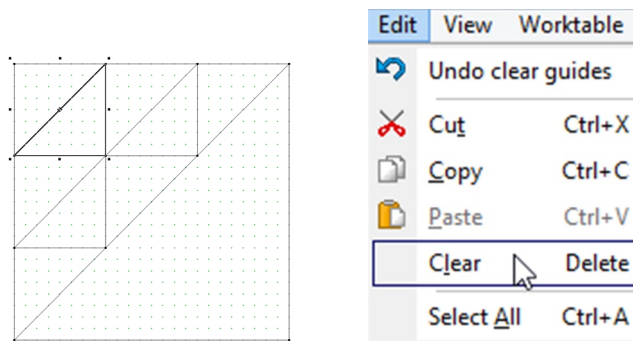 Edit View Worktable
Undo clear guides
Cut Ctrl+X
Copy Ctrl+C
Paste Ctrl+V
Clear Delete
Select All Ctrl+A